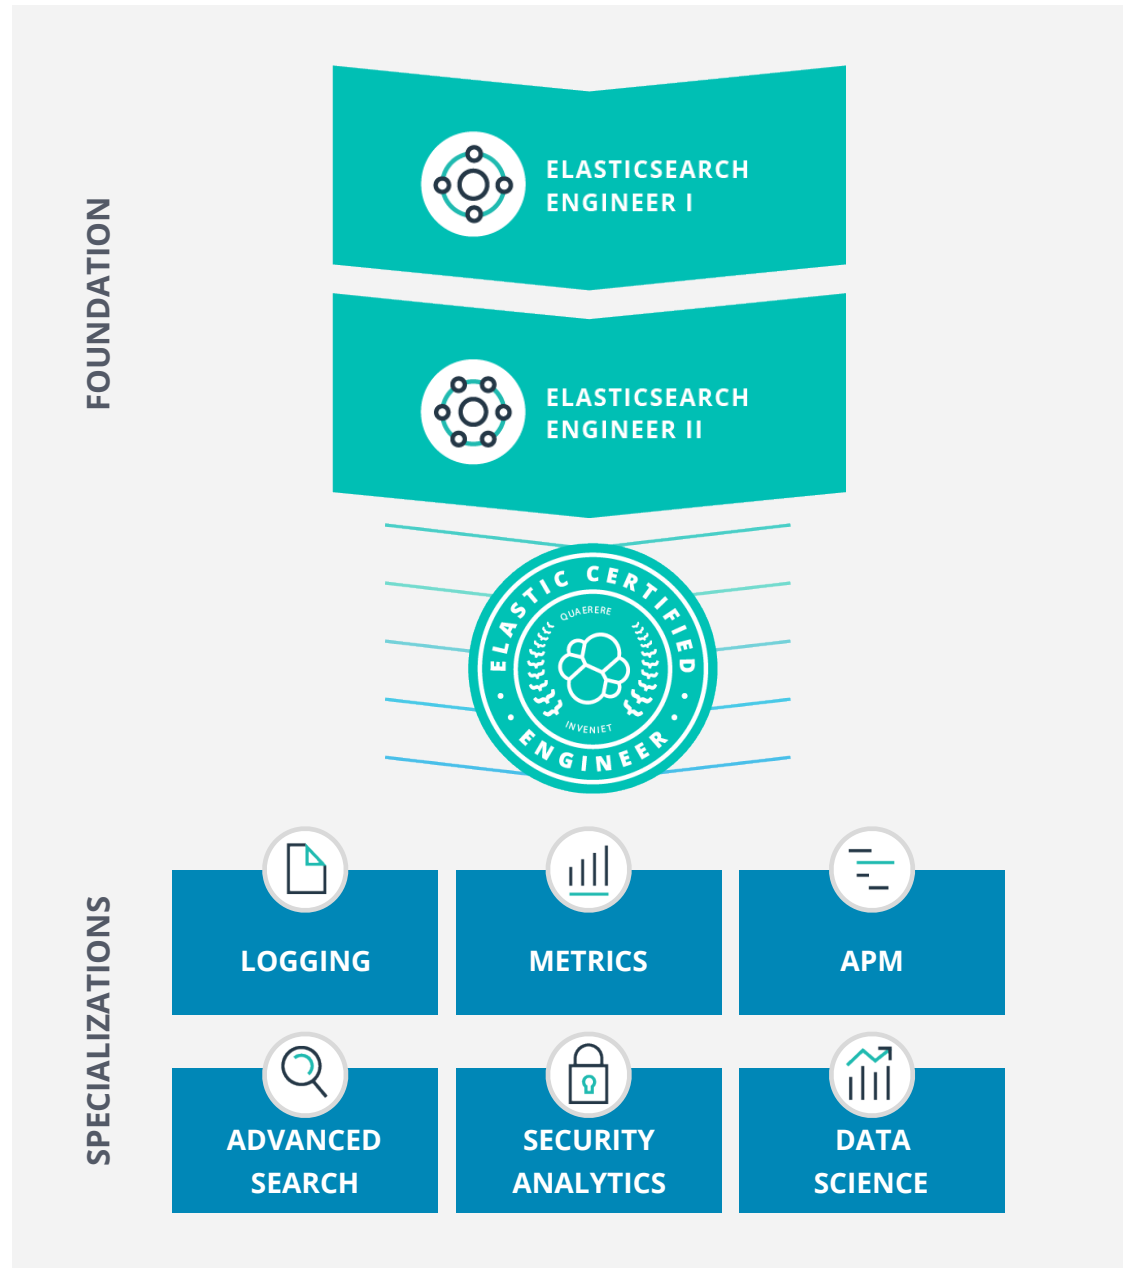 FOUNDATION
ELASTICSEARCH
ENGINEER I
ELASTICSEARCH
ENGINEER II
ELASTIC CERTIFIED
QUAERERE
INVENIET
ENGINEER
SPECIALIZATIONS
LOGGING
METRICS
APM
ADVANCED
SEARCH
SECURITY
ANALYTICS
DATA
SCIENCE